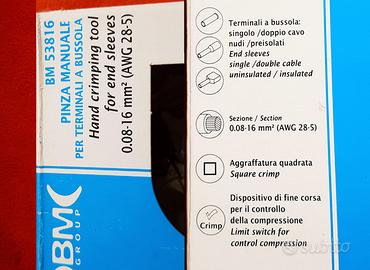 BM 53816
PINZA MANUALE
PER TERMINALI A BUSSOLA
Hand crimping tool
for end sleeves
0.08-16 mm² (AWG 28-5)
BM
GROUP
Terminali a bussola:
singolo /doppio cavo
nudi /preisolati
End sleeves
single /double cable
uninsulated / insulated
Sezione / Section
0.08-16 mm² (AWG 28-5)
Aggraffatura quadrata
Square crimp
Crimp
Dispositivo di fine corsa
per il controllo
della compressione
Limit switch for
control compression
subito